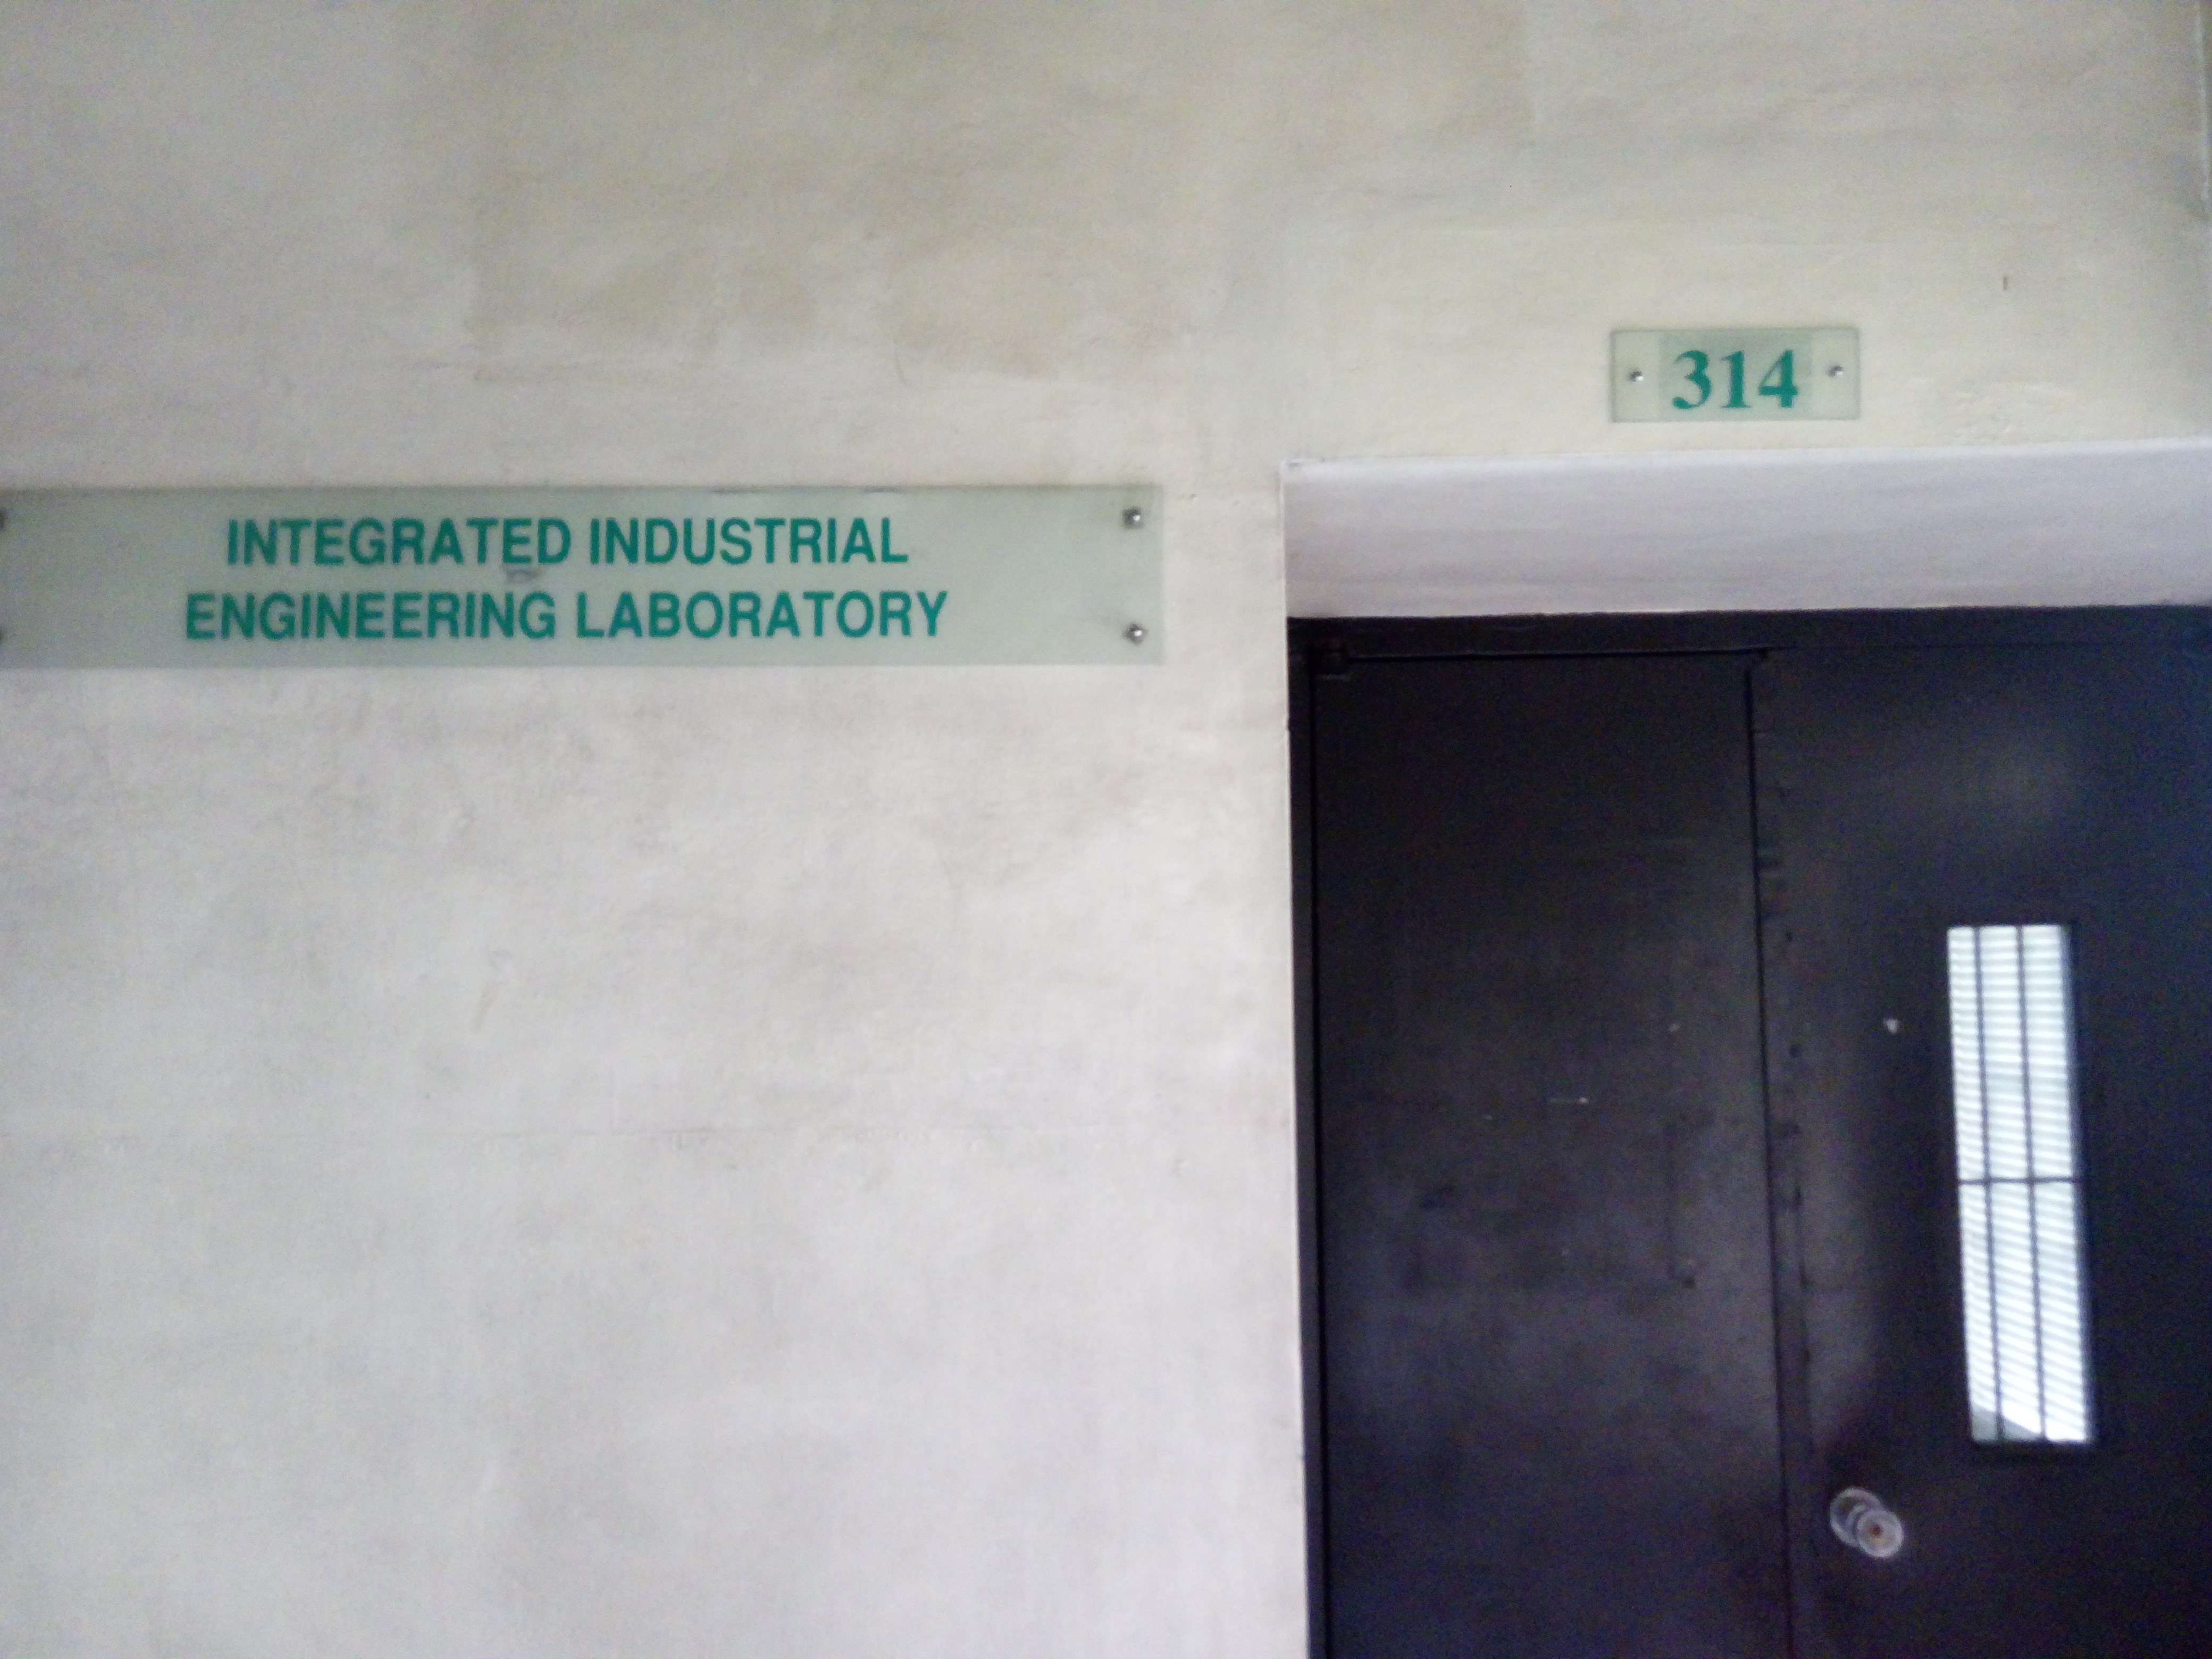 314
INTEGRATED INDUSTRIAL
ENGINEERING LABORATORY